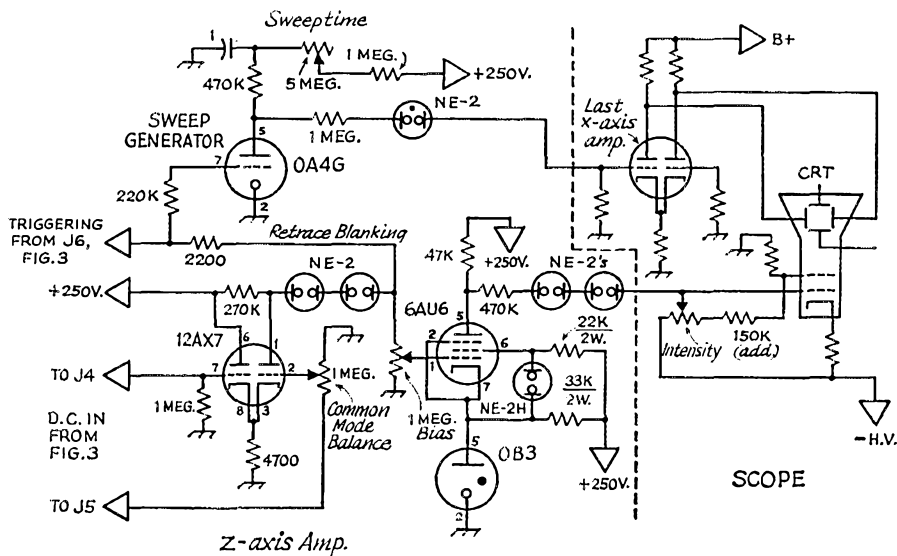 Sweeptime
1
1 MEG.
470K
5 MEG.
+250V.
B+
SWEEP
GENERATOR
5
1 MEG.
NE-2
Last
x-axis
amp.
7
OA4G
2
220K
CRT
TRIGGERING
FROM J6,
FIG.3
2200
Retrace Blanking
47K
+250V.
NE-2
NE-2's
+250V.
270K
470K
6AU6
5
12AX7
6
1
2
22K
2W.
6
Intensity
150K
(add.)
TO J4
7
2
1 MEG.
1
7
33K
2W.
1 MEG.
8
3
NE-2H
D.C. IN
FROM
FIG.3
Common
Mode
Balance
1 MEG.
Bias
-H.V.
4700
5
OB3
+250V.
SCOPE
TO J5
2
Z-axis Amp.